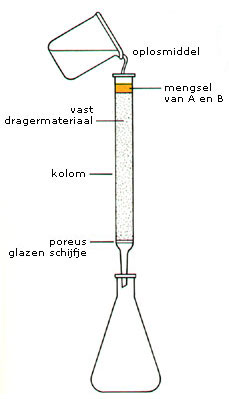 oplosmiddel
mengsel
van A en B
vast
dragermateriaal
kolom
poreus
glazen schijfje